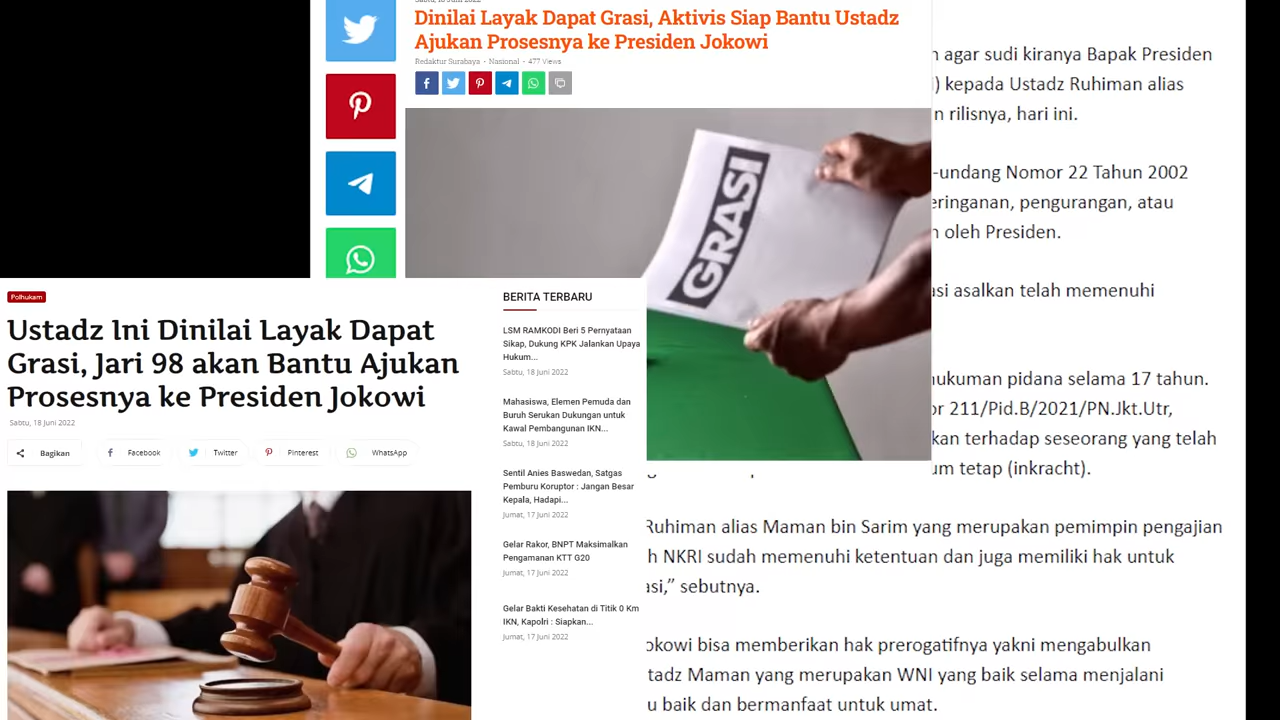 Dinilai Layak Dapat Grasi, Aktivis Siap Bantu Ustadz
Ajukan Prosesnya ke Presiden Jokowi
Redaktur Surabaya • Nasional • 477 Views
GRASI
agar sudi kiranya Bapak Presiden
) kepada Ustadz Ruhiman alias
n rilisnya, hari ini.
-undang Nomor 22 Tahun 2002
eringanan, pengurangan, atau
oleh Presiden.
asi asalkan telah memenuhi
hukuman pidana selama 17 tahun.
or 211/Pid.B/2021/PN.Jkt.Utr,
kan terhadap seseorang yang telah
um tetap (inkracht).
Ruhiman alias Maman bin Sarim yang merupakan pemimpin pengajian
h NKRI sudah memenuhi ketentuan dan juga memiliki hak untuk
asi,” sebutnya.
okowi bisa memberikan hak prerogatifnya yakni mengabulkan
tadz Maman yang merupakan WNI yang baik selama menjalani
u baik dan bermanfaat untuk umat.
Polhukam
Ustadz Ini Dinilai Layak Dapat
Grasi, Jari 98 akan Bantu Ajukan
Prosesnya ke Presiden Jokowi
Sabtu, 18 Juni 2022
Bagikan
Facebook
Twitter
Pinterest
WhatsApp
BERITA TERBARU
LSM RAMKODI Beri 5 Pernyataan
Sikap, Dukung KPK Jalankan Upaya
Hukum...
Sabtu, 18 Juni 2022
Mahasiswa, Elemen Pemuda dan
Buruh Serukan Dukungan untuk
Kawal Pembangunan IKN...
Sabtu, 18 Juni 2022
Sentil Anies Baswedan, Satgas
Pemburu Koruptor : Jangan Besar
Kepala, Hadapi...
Jumat, 17 Juni 2022
Gelar Rakor, BNPT Maksimalkan
Pengamanan KTT G20
Jumat, 17 Juni 2022
Gelar Bakti Kesehatan di Titik 0 Km
IKN, Kapolri : Siapkan...
Jumat, 17 Juni 2022